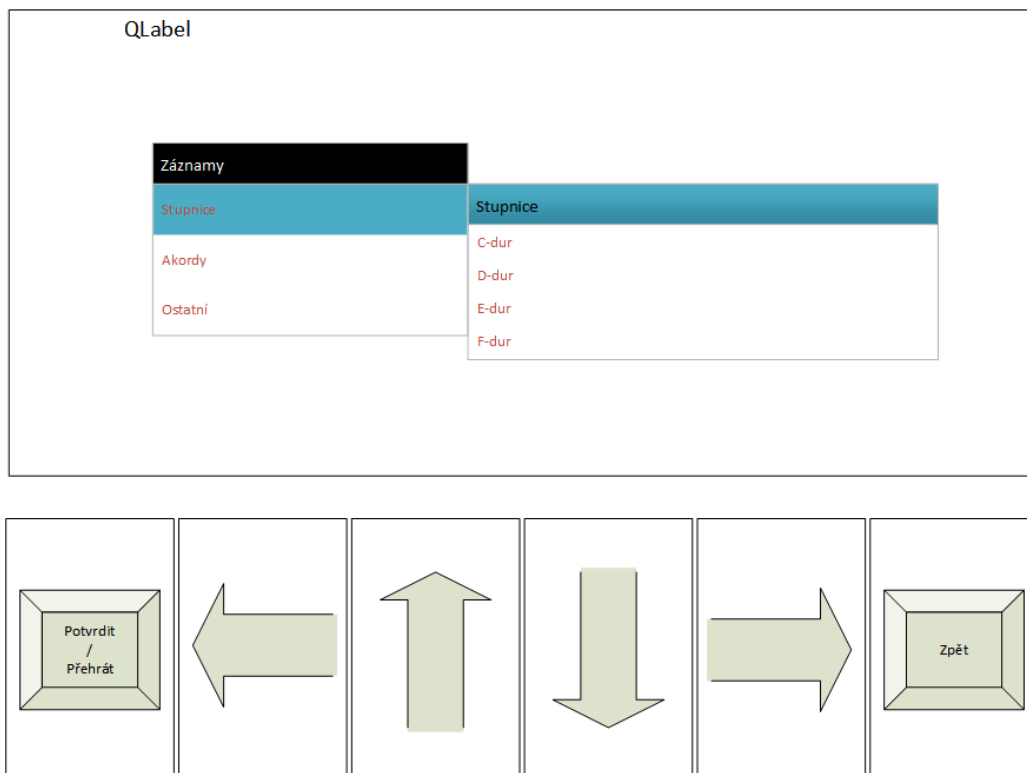 QLabel
Záznamy
Stupnice
Akordy
Ostatní
Stupnice
C-dur
D-dur
E-dur
F-dur
Potvrdit
/
Přehrát
Zpět